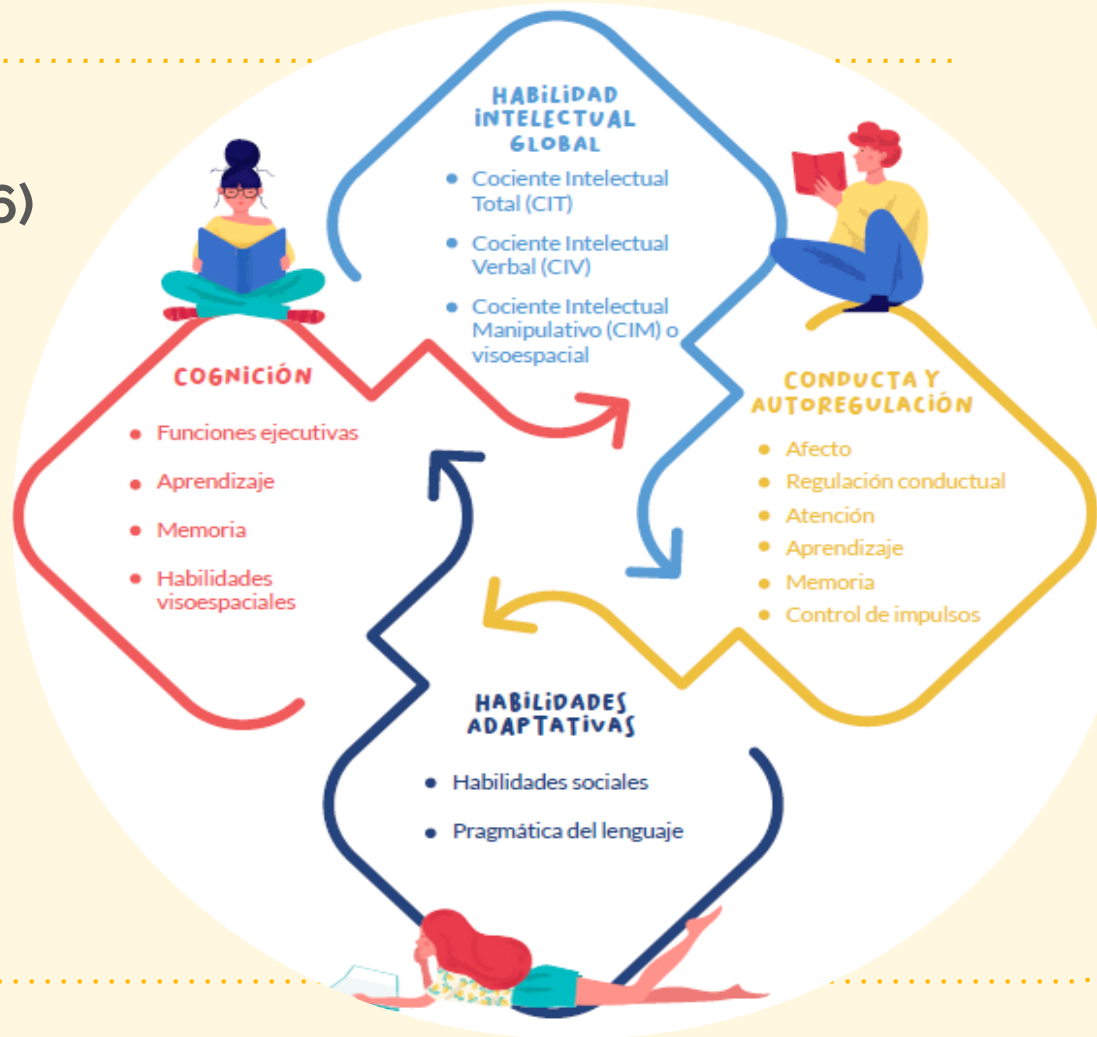 6)
HABILIDAD
INTELECTUAL
GLOBAL
• Cociente Intelectual
Total (CIT)
• Cociente Intelectual
Verbal (CIV)
• Cociente Intelectual
Manipulativo (CIM) o
visoespacial
COGNICIÓN
• Funciones ejecutivas
• Aprendizaje
• Memoria
• Habilidades
visoespaciales
CONDUCTA Y
AUTOREGULACIÓN
• Afecto
• Regulación conductual
• Atención
• Aprendizaje
• Memoria
• Control de impulsos
HABILIDADES
ADAPTATIVAS
• Habilidades sociales
• Pragmática del lenguaje